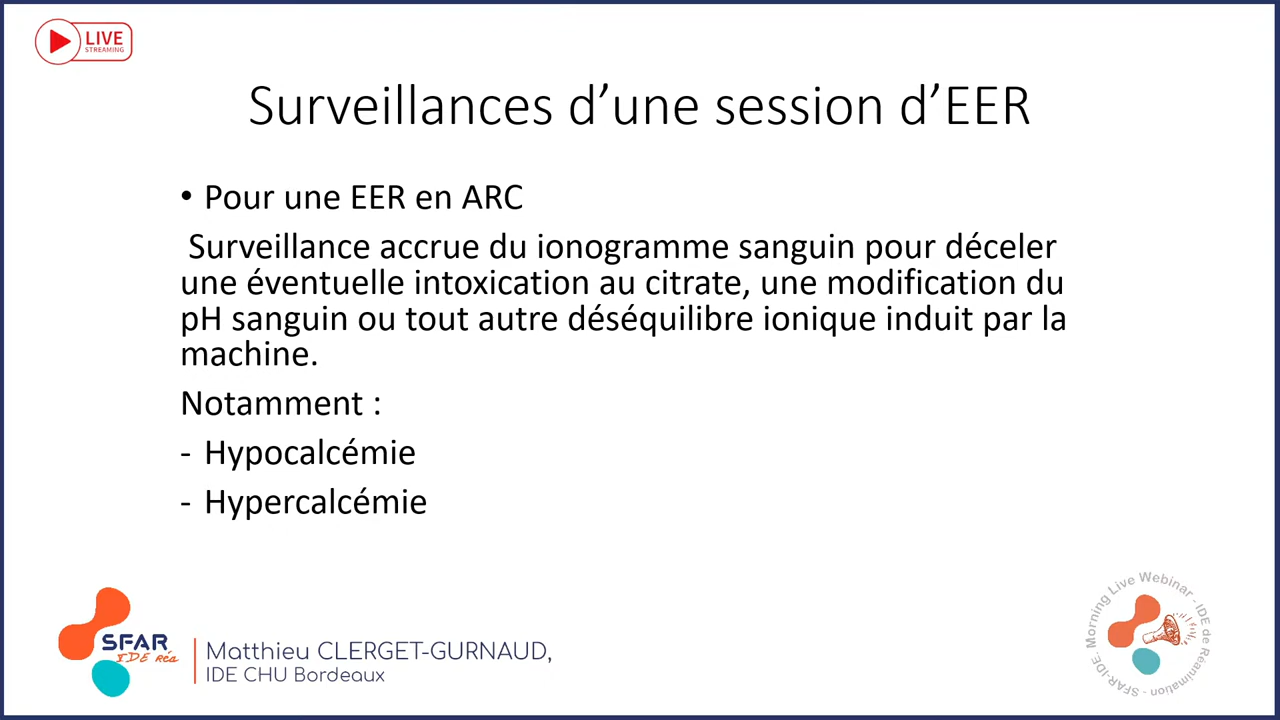 LIVE
STREAMING
Surveillances d’une session d’EER
• Pour une EER en ARC
Surveillance accrue du ionogramme sanguin pour déceler
une éventuelle intoxication au citrate, une modification du
pH sanguin ou tout autre déséquilibre ionique induit par la
machine.
Notamment :
- Hypocalcémie
- Hypercalcémie
SFAR
IDE Réa
Matthieu CLERGET-GURNAUD,
IDE CHU Bordeaux
SFAR-IDE- Morning Live Webinar - IDE de Réanimation -